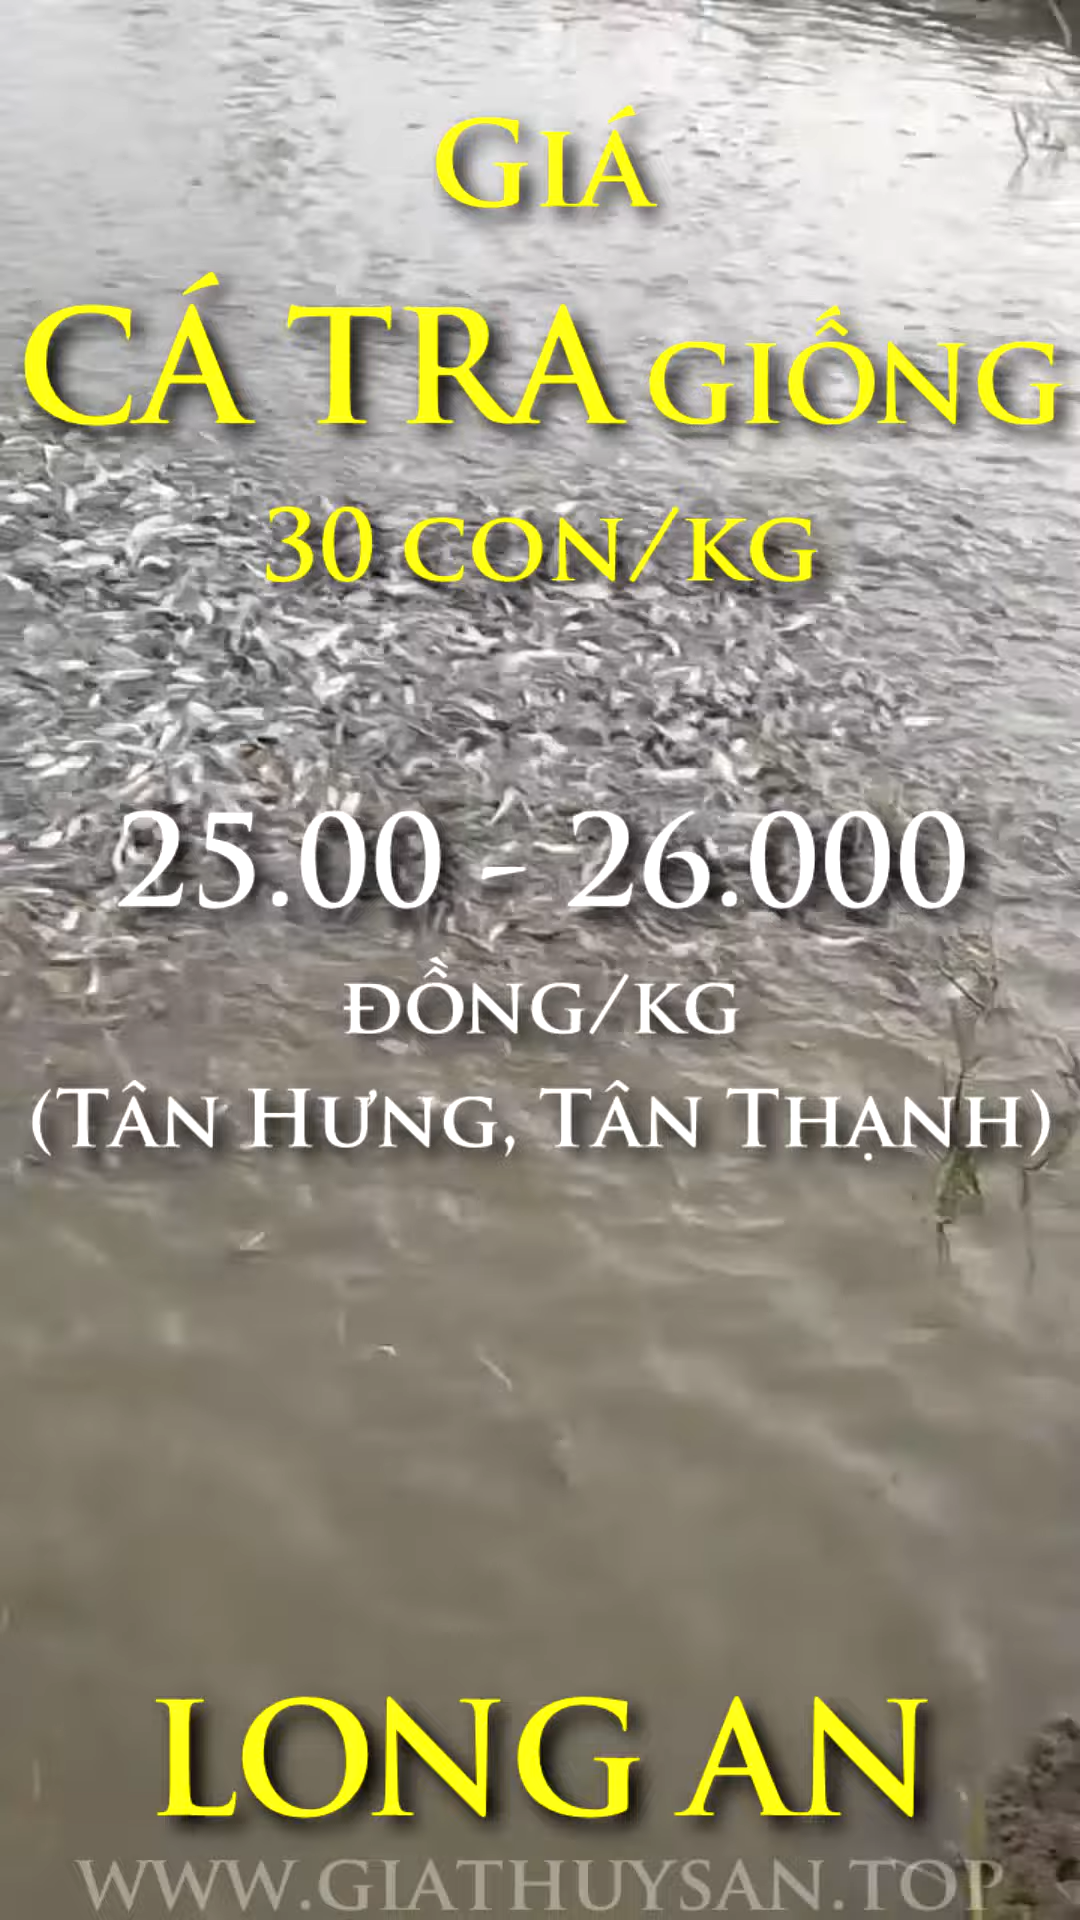 Giá
CÁ TRA GIỐNG
30 CON/KG
25.00 - 26.000
ĐỒNG/KG
(Tân Hưng, Tân Thạnh)
LONG AN
WWW.GIATHUYSAN.TOP